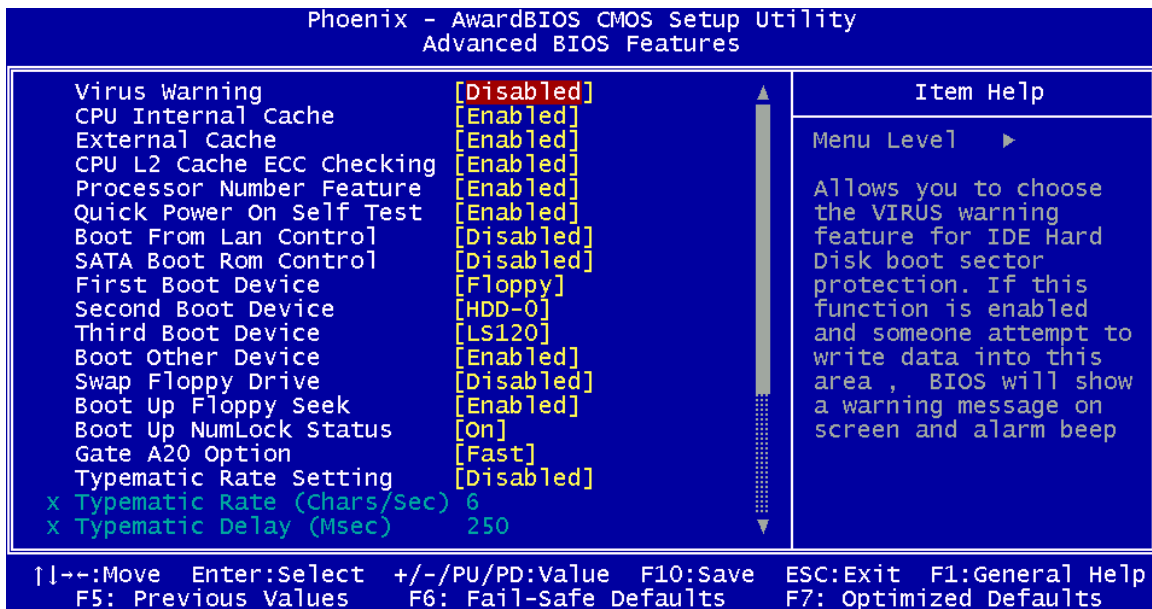 Phoenix – AwardBIOS CMOS Setup Utility
Advanced BIOS Features
Virus Warning [Disabled]
CPU Internal Cache [Enabled]
External Cache [Enabled]
CPU L2 Cache ECC Checking [Enabled]
Processor Number Feature [Enabled]
Quick Power On Self Test [Enabled]
Boot From Lan Control [Disabled]
SATA Boot Rom Control [Disabled]
First Boot Device [Floppy]
Second Boot Device [HDD-0]
Third Boot Device [LS120]
Boot Other Device [Enabled]
Swap Floppy Drive [Disabled]
Boot Up Floppy Seek [Enabled]
Boot Up NumLock Status [On]
Gate A20 Option [Fast]
Typematic Rate Setting [Disabled]
x Typematic Rate (Chars/Sec) 6
x Typematic Delay (Msec) 250
Item Help
Menu Level ▶
Allows you to choose
the VIRUS warning
feature for IDE Hard
Disk boot sector
protection. If this
function is enabled
and someone attempt to
write data into this
area , BIOS will show
a warning message on
screen and alarm beep
↑↓→←:Move Enter:Select +/-/PU/PD:Value F10:Save ESC:Exit F1:General Help
F5: Previous Values F6: Fail-Safe Defaults F7: Optimized Defaults